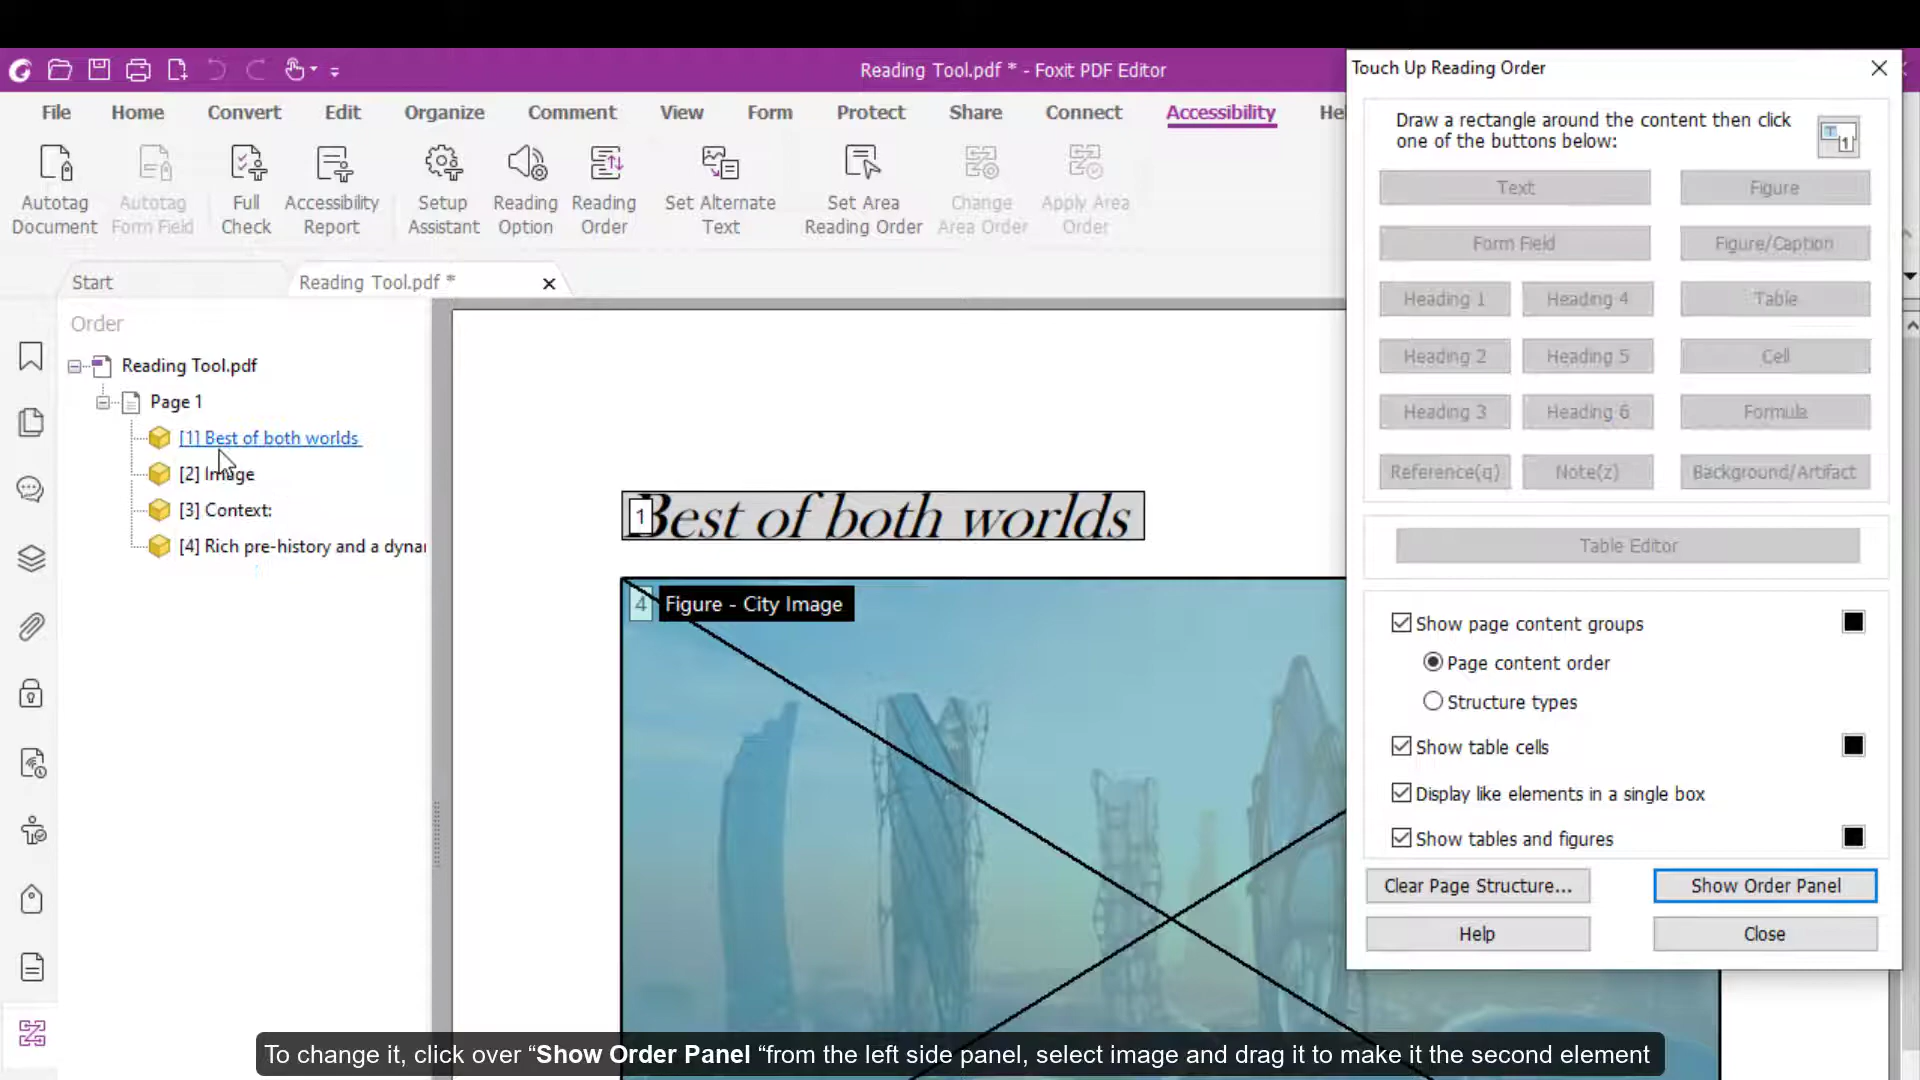 Reading Tool.pdf * - Foxit PDF Editor
File Home Convert Edit Organize Comment View Form Protect Share Connect Accessibility
Autotag Document
Autotag Form Field
Full Check
Accessibility Report
Setup Assistant
Reading Option
Reading Order
Set Alternate Text
Set Area Reading Order
Change Area Order
Apply Area Order
Start
Reading Tool.pdf *
Order
Reading Tool.pdf
Page 1
[1] Best of both worlds
[2] Image
[3] Context:
[4] Rich pre-history and a dynar
1
Best of both worlds
4
Figure - City Image
Touch Up Reading Order
Draw a rectangle around the content then click
one of the buttons below:
Text Figure
Form Field Figure/Caption
Heading 1 Heading 4 Table
Heading 2 Heading 5 Cell
Heading 3 Heading 6 Formula
Reference(q) Note(z) Background/Artifact
Table Editor
Show page content groups
Page content order
Structure types
Show table cells
Display like elements in a single box
Show tables and figures
Clear Page Structure... Show Order Panel
Help Close
To change it, click over “Show Order Panel “from the left side panel, select image and drag it to make it the second element